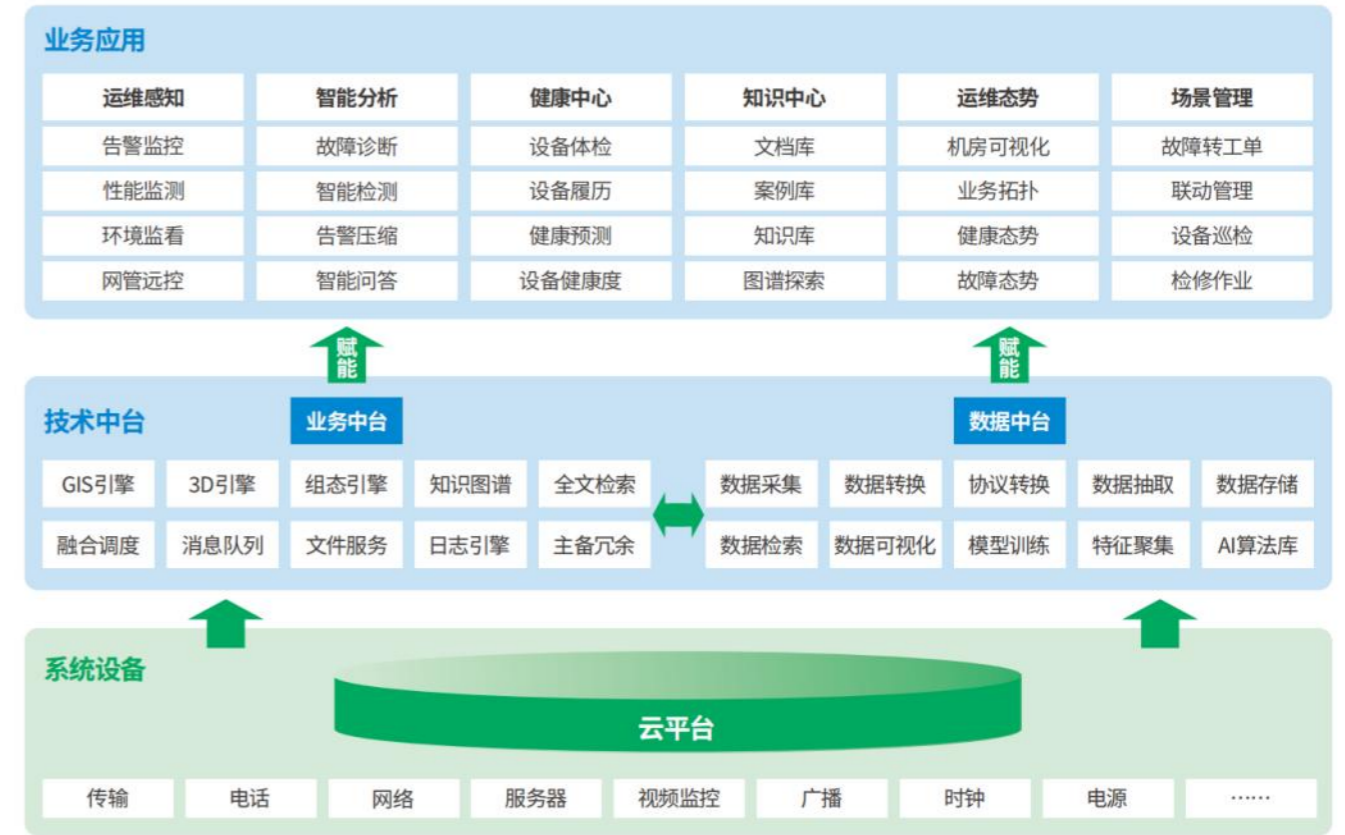 业务应用
运维感知 智能分析 健康中心 知识中心 运维态势 场景管理
告警监控 故障诊断 设备体检 文档库 机房可视化 故障转工单
性能监测 智能检测 设备履历 案例库 业务拓扑 联动管理
环境监看 告警压缩 健康预测 知识库 健康态势 设备巡检
网管远控 智能问答 设备健康度 图谱探索 故障态势 检修作业
赋能 赋能
技术中台 业务中台 数据中台
GIS引擎 3D引擎 组态引擎 知识图谱 全文检索 数据采集 数据转换 协议转换 数据抽取 数据存储
融合调度 消息队列 文件服务 日志引擎 主备冗余 数据检索 数据可视化 模型训练 特征聚集 AI算法库
系统设备
云平台
传输 电话 网络 服务器 视频监控 广播 时钟 电源 ……